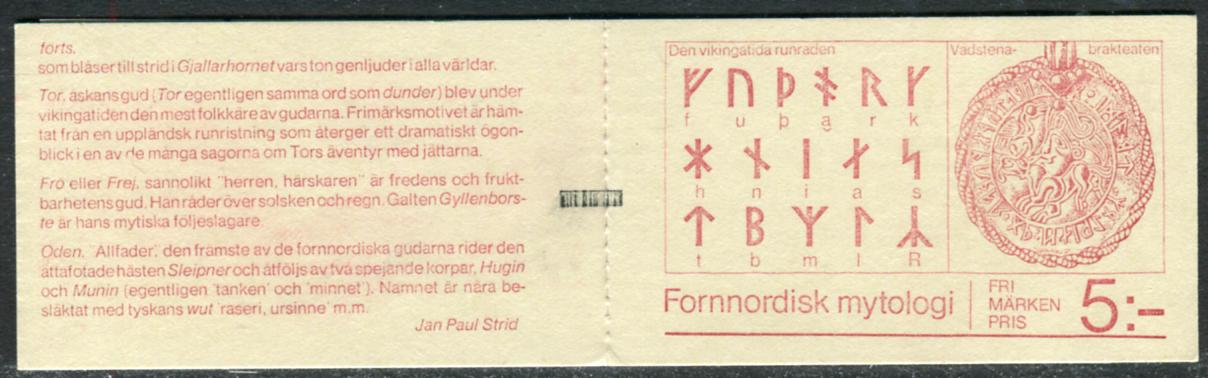 forts.
som blåser till strid i Gjallarhornet vars ton genljuder i alla världar.
Tor, åskans gud (Tor egentligen samma ord som dunder) blev under
vikingatiden den mest folkkäre av gudarna. Frimärksmotivet är häm-
tat från en uppländsk runristning som återger ett dramatiskt ögon-
blick i en av de många sagorna om Tors äventyr med jättarna.
Frö eller Frej, sannolikt "herren, härskaren" är fredens och frukt-
barhetens gud. Han råder över solsken och regn. Galten Gyllenbors-
te är hans mytiska följeslagare.
Oden, "Allfader", den främste av de fornnordiska gudarna rider den
åttafotade hästen Sleipner och åtföljs av två spejande korpar, Hugin
och Munin (egentligen 'tanken' och 'minnet'). Namnet är nära be-
släktat med tyskans wut 'raseri, ursinne' m.m.
Jan Paul Strid
Den vikingatida runraden
ᚠ ᚢ ᚦ ᚬ ᚱ ᚴ
f u þ ą r k
ᚼ ᚾ ᛁ ᛅ ᛋ
h n i a s
ᛏ ᛒ ᛘ ᛚ ᛦ
t b m l R
Vadstena-brakteaten
Fornnordisk mytologi
FRI
MÄRKEN
PRIS
5:-